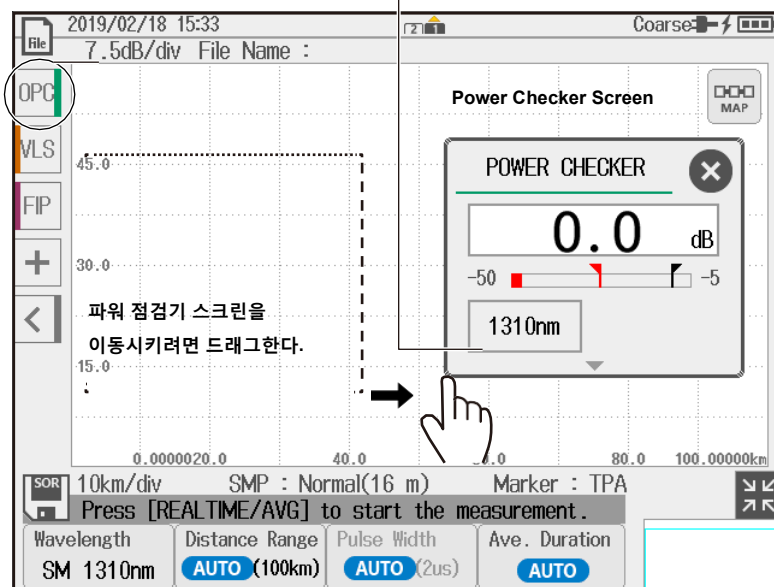 2019/02/18 15:33
2 1
Coarse
File
7.5dB/div File Name :
OPC
Power Checker Screen
MAP
VLS
45.0
POWER CHECKER
FIP
0.0 dB
30.0
-50 -5
파워 점검기 스크린을
이동시키려면 드래그한다.
1310nm
15.0
0.0000020.0 40.0 .0 80.0 100.00000km
SOR
10km/div SMP : Normal(16 m) Marker : TPA
Press [REALTIME/AVG] to start the measurement.
Wavelength Distance Range Pulse Width Ave. Duration
SM 1310nm AUTO (100km) AUTO (2us) AUTO